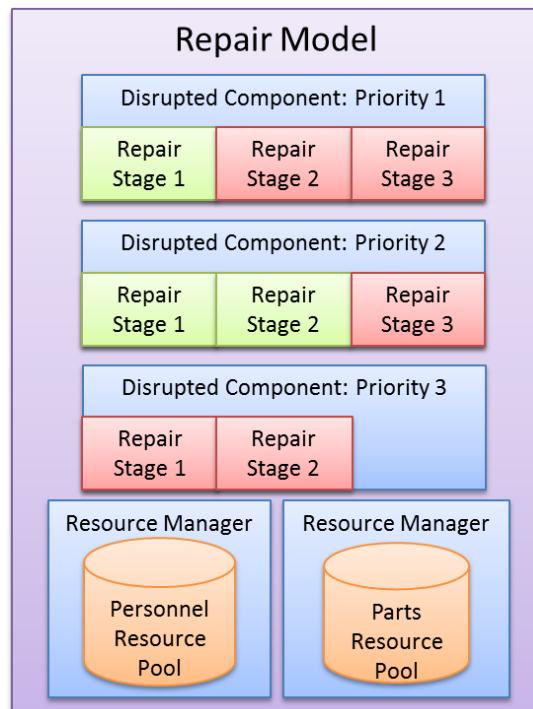 Repair Model
Disrupted Component: Priority 1
Repair Stage 1
Repair Stage 2
Repair Stage 3
Disrupted Component: Priority 2
Repair Stage 1
Repair Stage 2
Repair Stage 3
Disrupted Component: Priority 3
Repair Stage 1
Repair Stage 2
Resource Manager
Personnel
Resource
Pool
Resource Manager
Parts
Resource
Pool